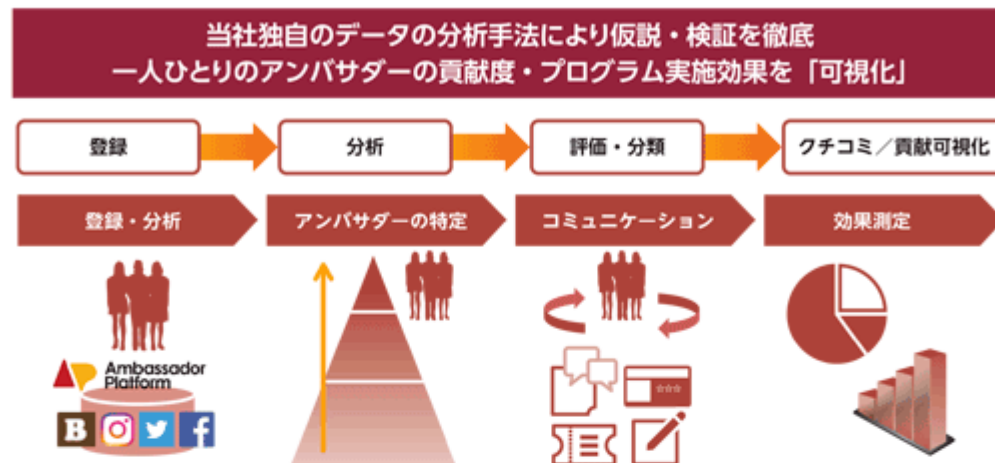 当社独自のデータの分析手法により仮説・検証を徹底
一人ひとりのアンバサダーの貢献度・プログラム実施効果を「可視化」
登録
分析
評価・分類
クチコミ／貢献可視化
登録・分析
アンバサダーの特定
コミュニケーション
効果測定
Ambassador
Platform
B